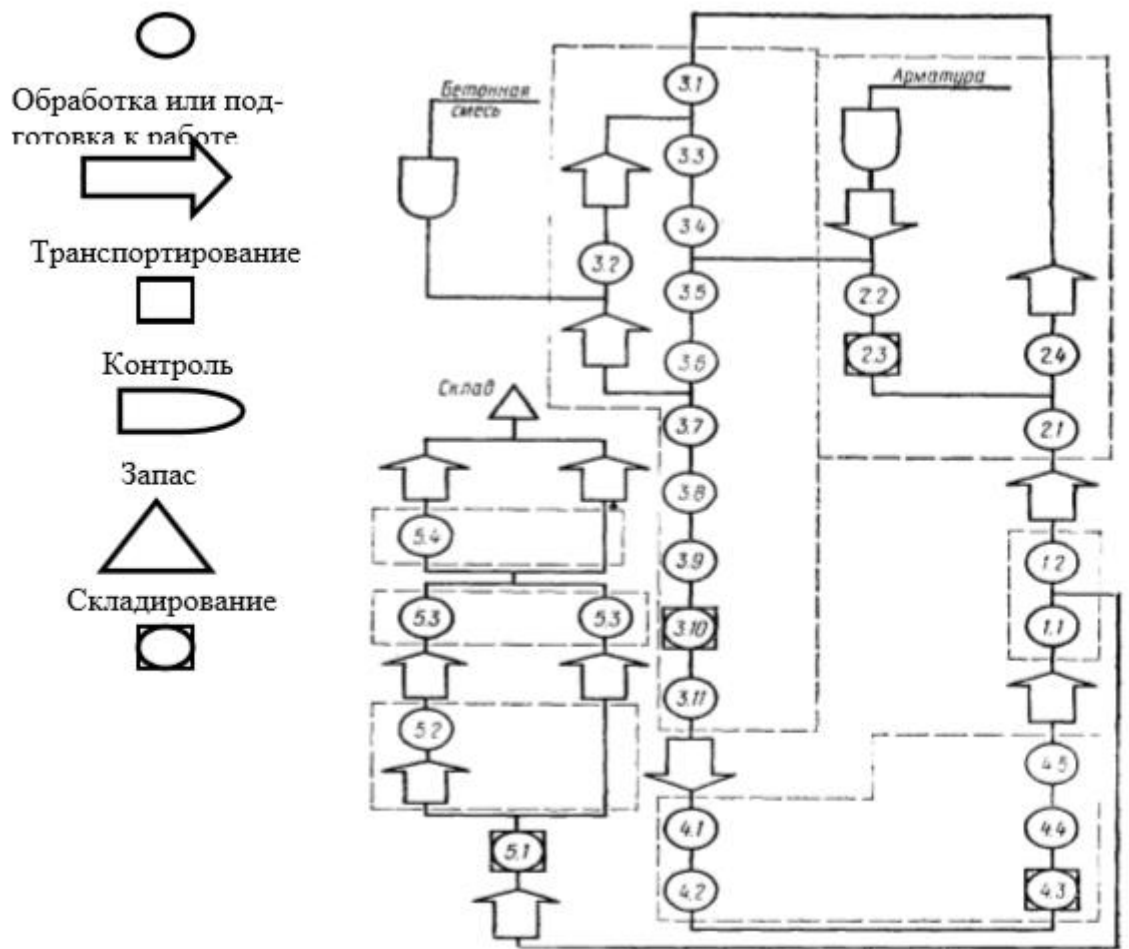 Обработка или под-
готовка к работе
Транспортирование
Контроль
Запас
Складирование
Бетонная
смесь
Арматура
Склад
3.1
3.3
3.4
3.2
3.5
3.6
3.7
3.8
3.9
3.10
3.11
2.2
2.3
2.4
2.1
1.2
1.1
5.4
5.3
5.3
5.2
5.1
4.1
4.2
4.5
4.4
4.3